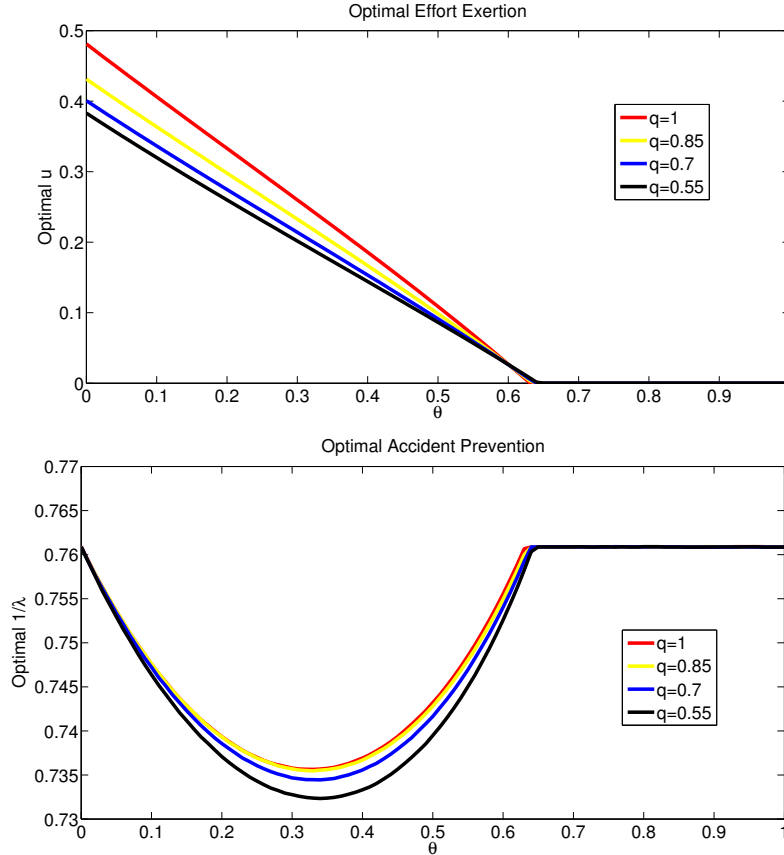 Optimal Effort Exertion
0.5
0.4
0.3
0.2
0.1
0
Optimal u
q=1
q=0.85
q=0.7
q=0.55
0 0.1 0.2 0.3 0.4 0.5 0.6 0.7 0.8 0.9
θ
Optimal Accident Prevention
0.77
0.765
0.76
0.755
0.75
0.745
0.74
0.735
0.73
Optimal 1/λ
q=1
q=0.85
q=0.7
q=0.55
0 0.1 0.2 0.3 0.4 0.5 0.6 0.7 0.8 0.9 1
θ